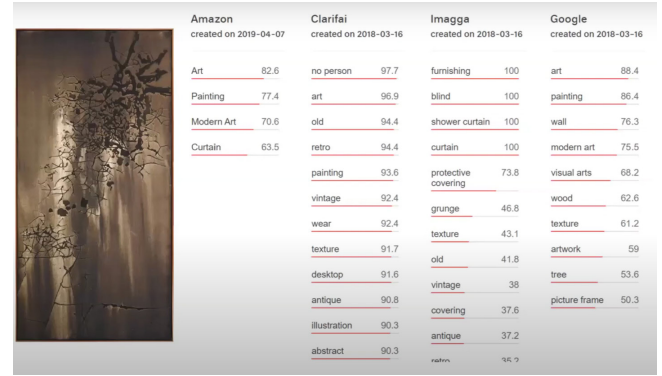 Amazon
created on 2019-04-07
Art 82.6
Painting 77.4
Modern Art 70.6
Curtain 63.5
Clarifai
created on 2018-03-16
no person 97.7
art 96.9
old 94.4
retro 94.4
painting 93.6
vintage 92.4
wear 92.4
texture 91.7
desktop 91.6
antique 90.8
illustration 90.3
abstract 90.3
Imagga
created on 2018-03-16
furnishing 100
blind 100
shower curtain 100
curtain 100
protective 73.8
covering
grunge 46.8
texture 43.1
old 41.8
vintage 38
covering 37.6
antique 37.2
retro 35.2
Google
created on 2018-03-16
art 88.4
painting 86.4
wall 76.3
modern art 75.5
visual arts 68.2
wood 62.6
texture 61.2
artwork 59
tree 53.6
picture frame 50.3